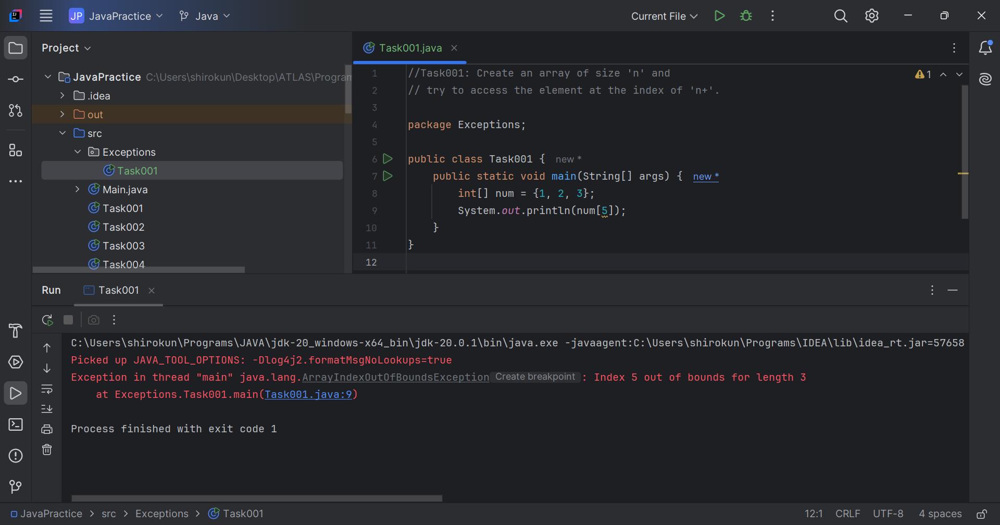 JP JavaPractice Java Current File
Project
Task001.java
JavaPractice C:\Users\shirokun\Desktop\ATLAS\Program
.idea
out
src
Exceptions
Task001
Main.java
Task001
Task002
Task003
Task004
1 //Task001: Create an array of size 'n' and
2 // try to access the element at the index of 'n+'.
3
4 package Exceptions;
5
6 public class Task001 { new *
7 public static void main(String[] args) { new *
8 int[] num = {1, 2, 3};
9 System.out.println(num[5]);
10 }
11 }
12
1
Run Task001
C:\Users\shirokun\Programs\JAVA\jdk-20_windows-x64_bin\jdk-20.0.1\bin\java.exe -javaagent:C:\Users\shirokun\Programs\IDEA\lib\idea_rt.jar=57658
Picked up JAVA_TOOL_OPTIONS: -Dlog4j2.formatMsgNoLookups=true
Exception in thread "main" java.lang.ArrayIndexOutOfBoundsException Create breakpoint : Index 5 out of bounds for length 3
at Exceptions.Task001.main(Task001.java:9)
Process finished with exit code 1
JavaPractice > src > Exceptions > Task001 12:1 CRLF UTF-8 4 spaces